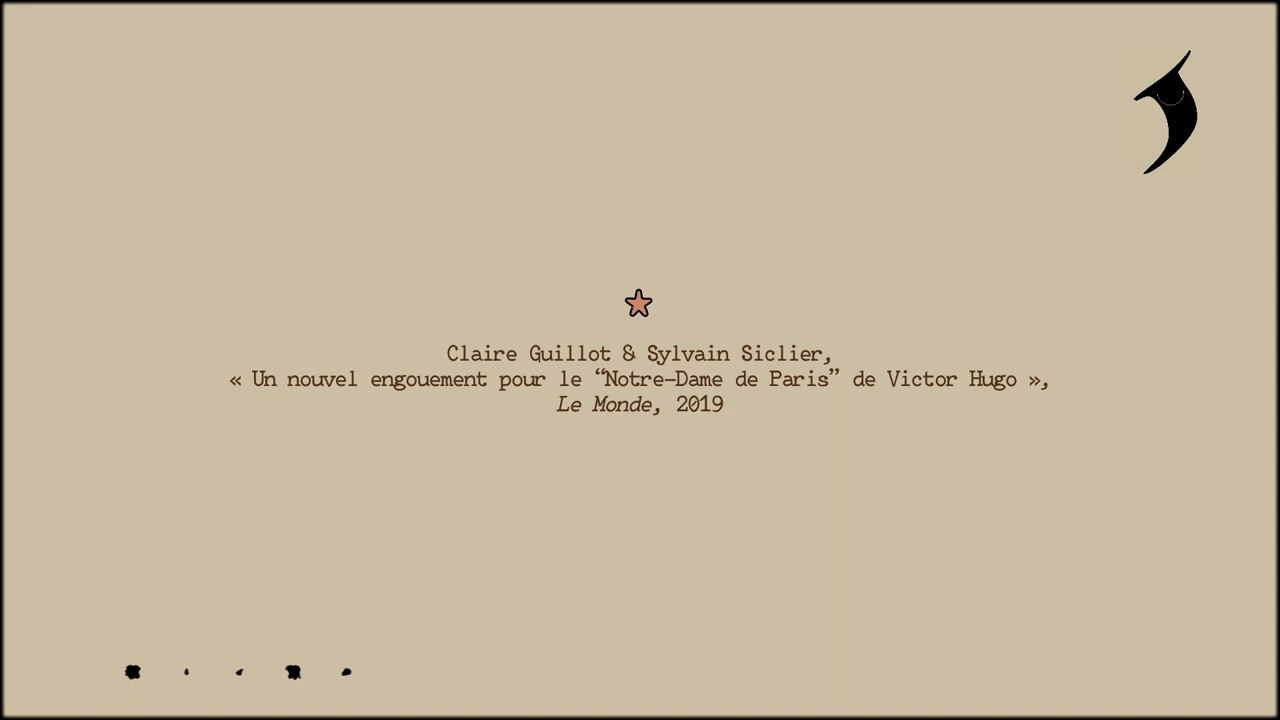 Claire Guillot & Sylvain Siclier,
« Un nouvel engouement pour le “Notre-Dame de Paris” de Victor Hugo »,
Le Monde, 2019